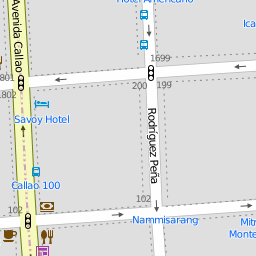 Hotel Americano
Avenida Callao
Ica
1699
801
1802
200
199
Savoy Hotel
Rodríguez Peña
Callao 100
102
102
Nammisarang
Mit
Monte